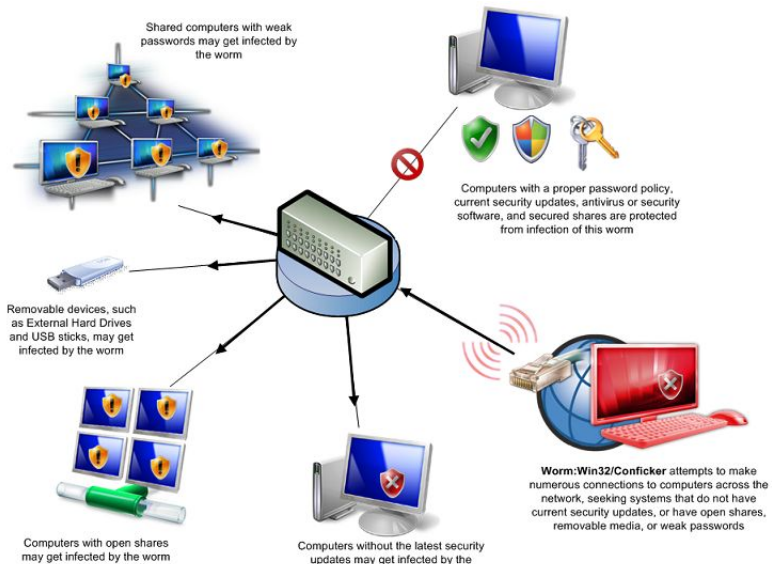 Shared computers with weak
passwords may get infected by
the worm
Computers with a proper password policy,
current security updates, antivirus or security
software, and secured shares are protected
from infection of this worm
Removable devices, such
as External Hard Drives
and USB sticks, may get
infected by the worm
Worm:Win32/Conficker attempts to make
numerous connections to computers across the
network, seeking systems that do not have
current security updates, or have open shares,
removable media, or weak passwords
Computers with open shares
may get infected by the worm
Computers without the latest security
updates may get infected by the